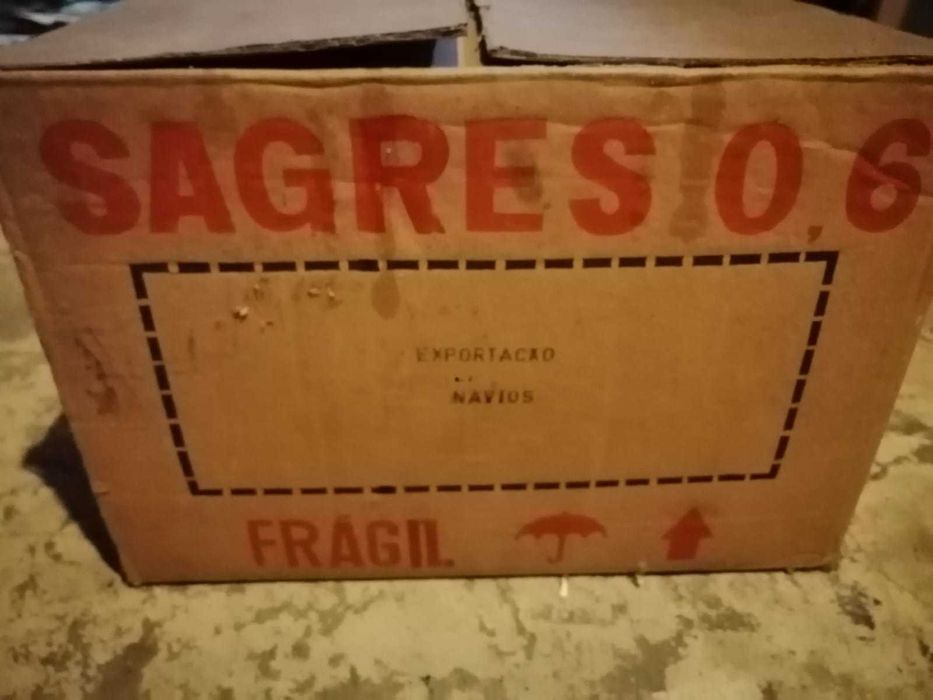 SAGRES 0,6
EXPORTACAO
NAVIOS
FRÁGIL